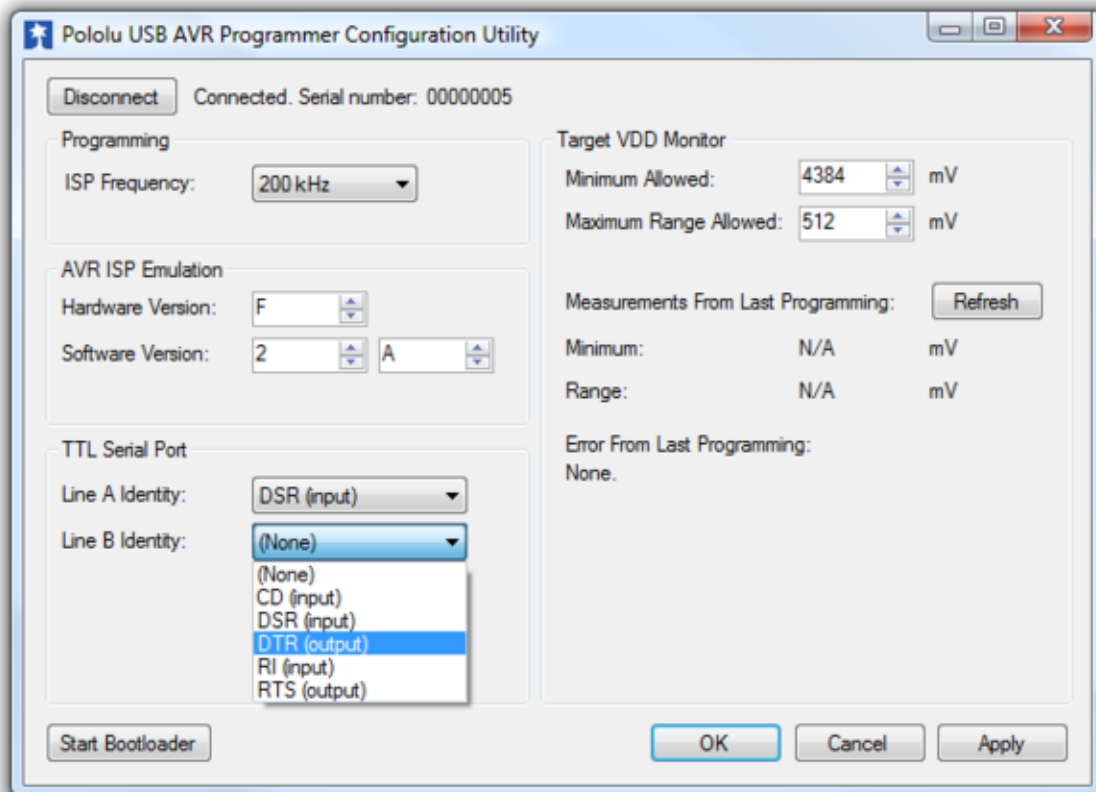 Pololu USB AVR Programmer Configuration Utility
Disconnect Connected. Serial number: 00000005
Programming
ISP Frequency: 200 kHz
AVR ISP Emulation
Hardware Version: F
Software Version: 2 A
TTL Serial Port
Line A Identity: DSR (input)
Line B Identity: (None)
(None)
CD (input)
DSR (input)
DTR (output)
RI (input)
RTS (output)
Target VDD Monitor
Minimum Allowed: 4384 mV
Maximum Range Allowed: 512 mV
Measurements From Last Programming: Refresh
Minimum: N/A mV
Range: N/A mV
Error From Last Programming:
None.
Start Bootloader OK Cancel Apply